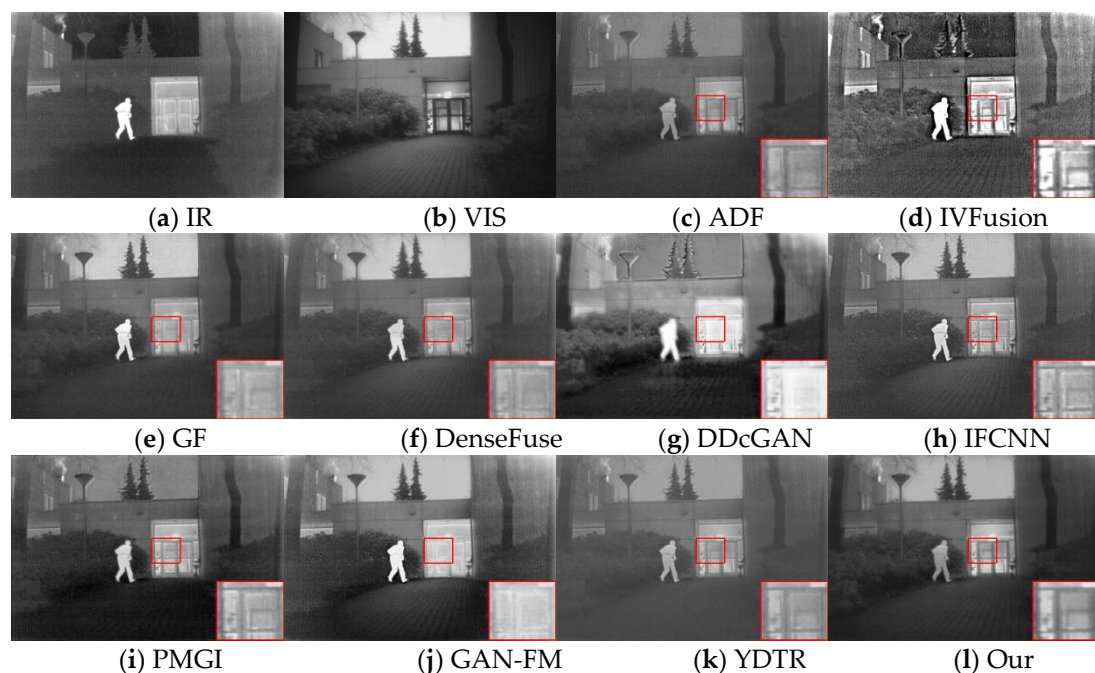 (a) IR
(b) VIS
(c) ADF
(d) IVFusion
(e) GF
(f) DenseFuse
(g) DDcGAN
(h) IFCNN
(i) PMGI
(j) GAN-FM
(k) YDTR
(l) Our